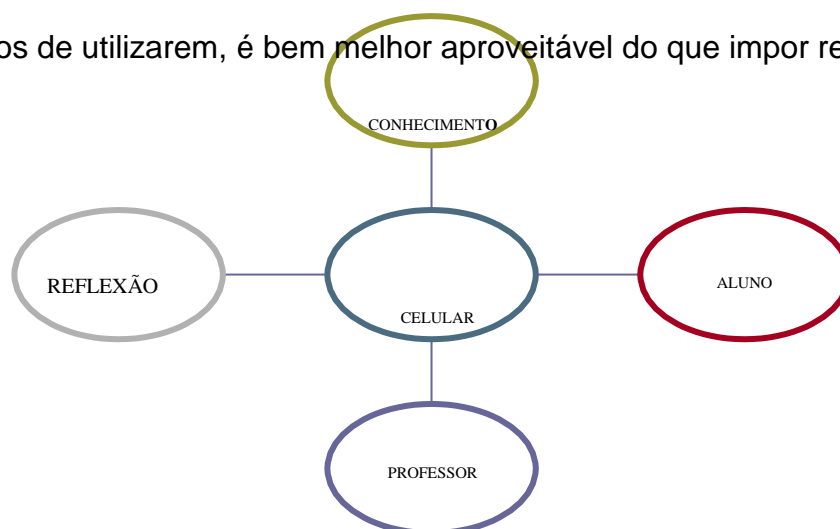 os de utilizarem, é bem melhor aproveitável do que impor re
CONHECIMENTO
REFLEXÃO
ALUNO
CELULAR
PROFESSOR